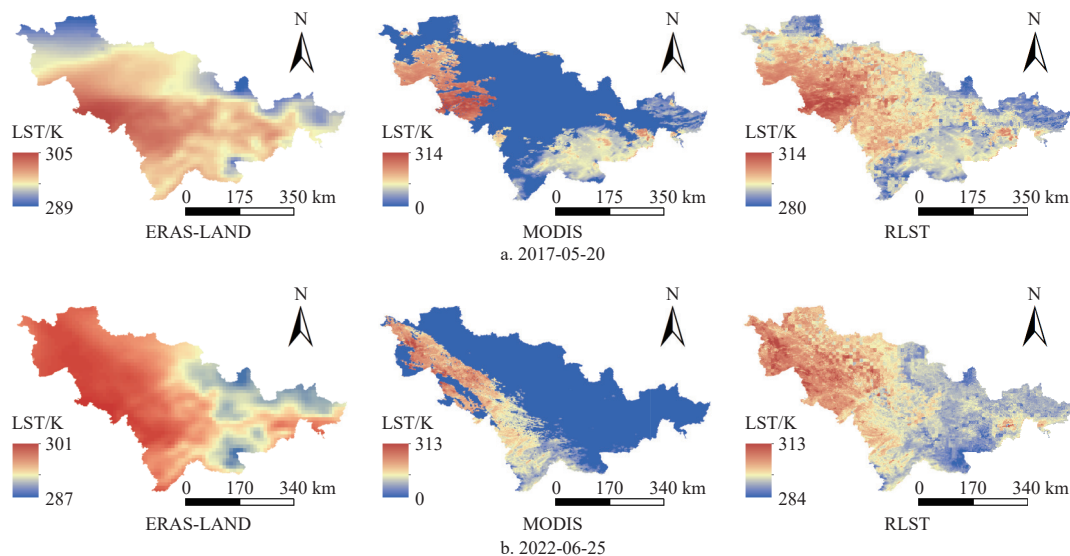 N
LST/K
305
289
0 175 350 km
ERAS-LAND
N
LST/K
314
0
0 175 350 km
MODIS
N
LST/K
314
280
0 175 350 km
RLST
a. 2017-05-20
N
LST/K
301
287
0 170 340 km
ERAS-LAND
N
LST/K
313
0
0 170 340 km
MODIS
N
LST/K
313
284
0 170 340 km
RLST
b. 2022-06-25